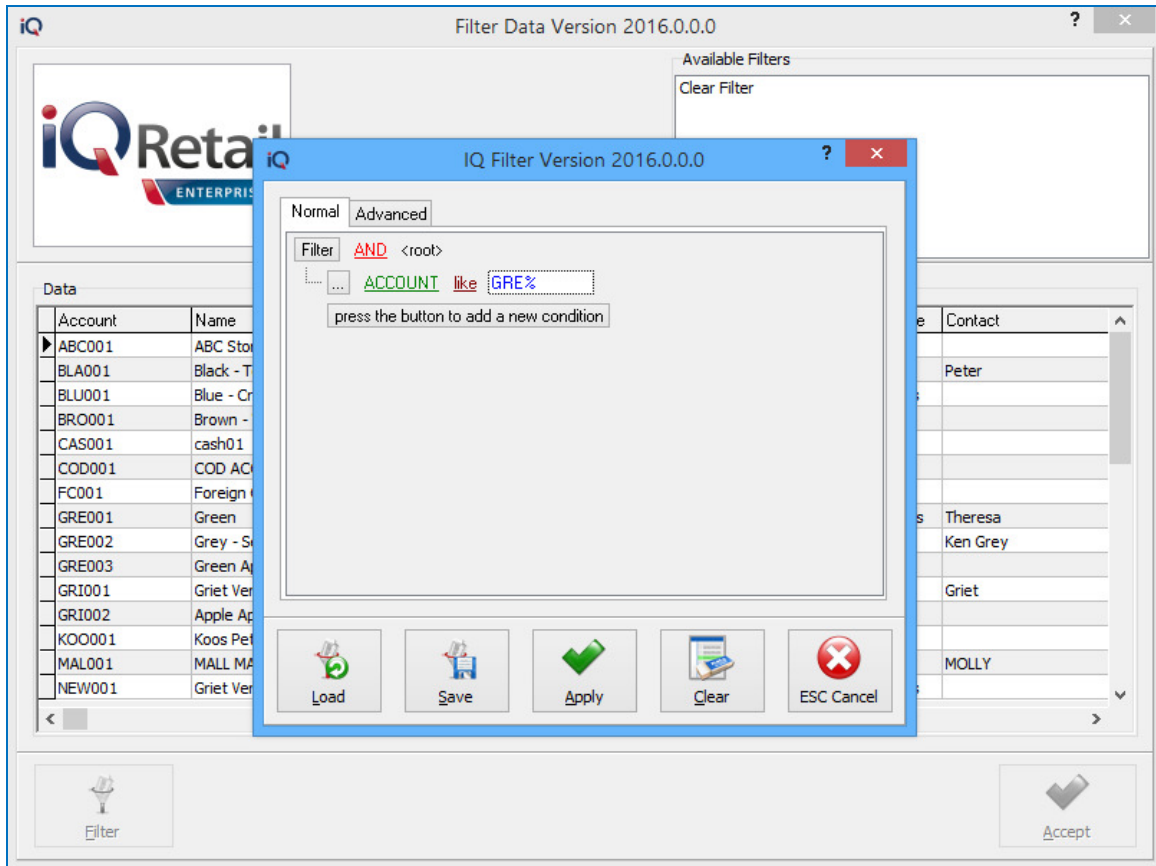 iQ Filter Data Version 2016.0.0.0 ? ×
Available Filters
Clear Filter
iQ Retail
ENTERPRIS
iQ IQ Filter Version 2016.0.0.0 ? ×
Normal Advanced
Filter AND <root>
... ACCOUNT like GRE%
press the button to add a new condition
Data
Account Name e Contact
ABC001 ABC Stor
BLA001 Black - T Peter
BLU001 Blue - Cr s
BRO001 Brown -
CAS001 cash01
COD001 COD AC
FC001 Foreign
GRE001 Green s Theresa
GRE002 Grey - S Ken Grey
GRE003 Green A
GRI001 Griet Ver Griet
GRI002 Apple Ap
KOO001 Koos Pet
MAL001 MALL MA MOLLY
NEW001 Griet Ver s
Load Save Apply Clear ESC Cancel
Filter Accept